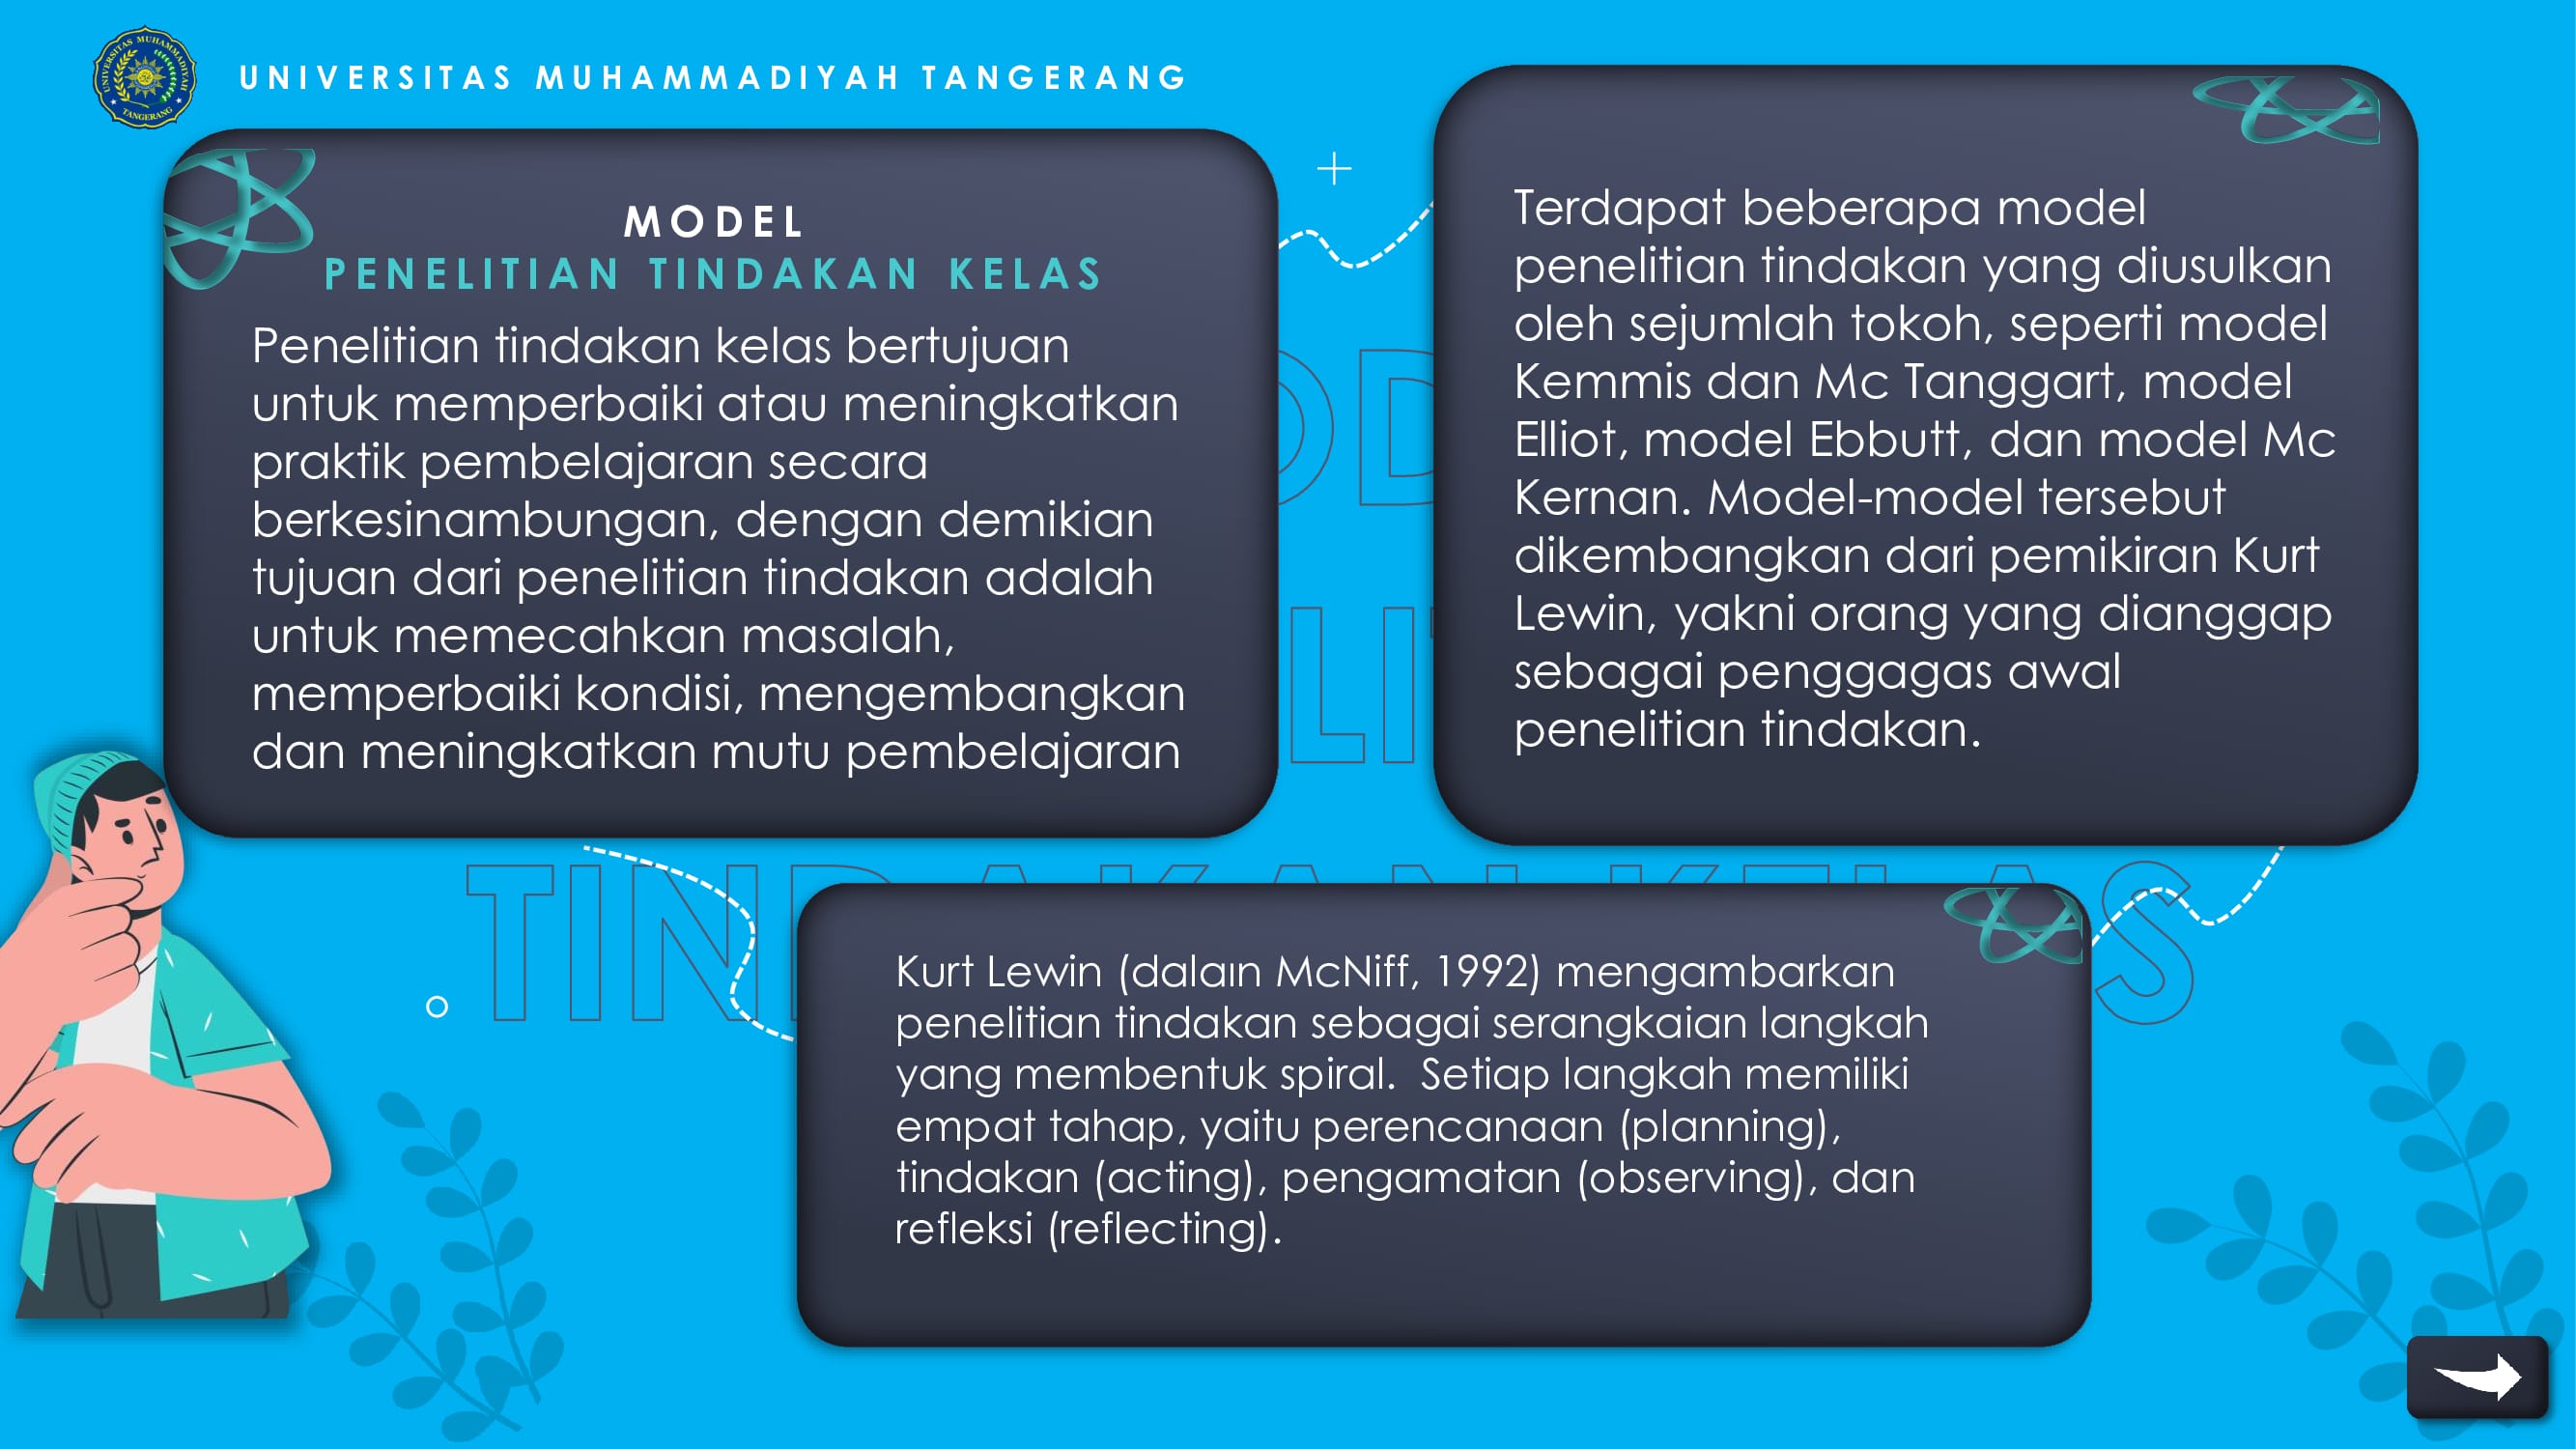 UNIVERSITAS MUHAMMADIYAH TANGERANG
UNIVERSITAS MUHAMMADIYAH
TANGERANG
MODEL
PENELITIAN TINDAKAN KELAS
Penelitian tindakan kelas bertujuan
untuk memperbaiki atau meningkatkan
praktik pembelajaran secara
berkesinambungan, dengan demikian
tujuan dari penelitian tindakan adalah
untuk memecahkan masalah,
memperbaiki kondisi, mengembangkan
dan meningkatkan mutu pembelajaran
Terdapat beberapa model
penelitian tindakan yang diusulkan
oleh sejumlah tokoh, seperti model
Kemmis dan Mc Tanggart, model
Elliot, model Ebbutt, dan model Mc
Kernan. Model-model tersebut
dikembangkan dari pemikiran Kurt
Lewin, yakni orang yang dianggap
sebagai penggagas awal
penelitian tindakan.
TINDAKAN KELAS
Kurt Lewin (dalaın McNiff, 1992) mengambarkan
penelitian tindakan sebagai serangkaian langkah
yang membentuk spiral.  Setiap langkah memiliki
empat tahap, yaitu perencanaan (planning),
tindakan (acting), pengamatan (observing), dan
refleksi (reflecting).